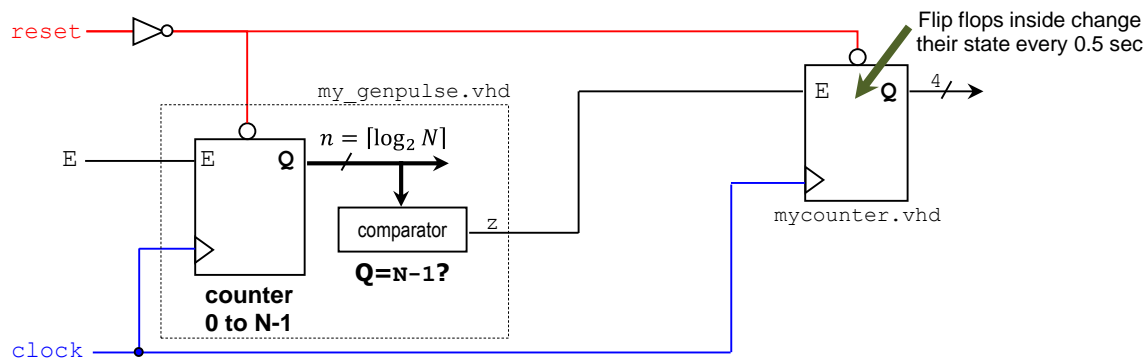 reset
Flip flops inside change
their state every 0.5 sec
my_genpulse.vhd
E
E
Q
n = ⌈log₂ N⌉
E
Q
4
comparator
z
Q=N-1?
counter
0 to N-1
mycounter.vhd
clock